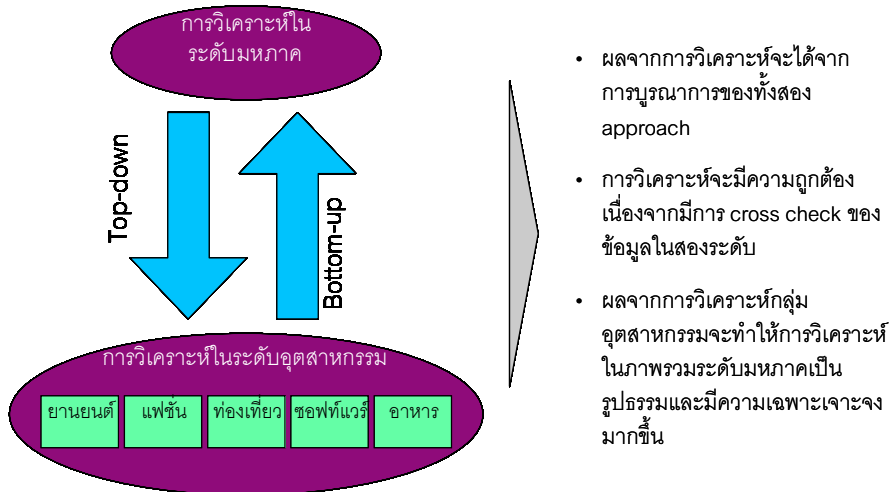 การวิเคราะห์ใน
ระดับมหภาค
Top-down
Bottom-up
การวิเคราะห์ในระดับอุตสาหกรรม
ยานยนต์
แฟชั่น
ท่องเที่ยว
ซอฟท์แวร์
อาหาร
• ผลจากการวิเคราะห์จะได้จาก
การบูรณาการของทั้งสอง
approach
• การวิเคราะห์จะมีความถูกต้อง
เนื่องจากมีการ cross check ของ
ข้อมูลในสองระดับ
• ผลจากการวิเคราะห์กลุ่ม
อุตสาหกรรมจะทำให้การวิเคราะห์
ในภาพรวมระดับมหภาคเป็น
รูปธรรมและมีความเฉพาะเจาะจง
มากขึ้น